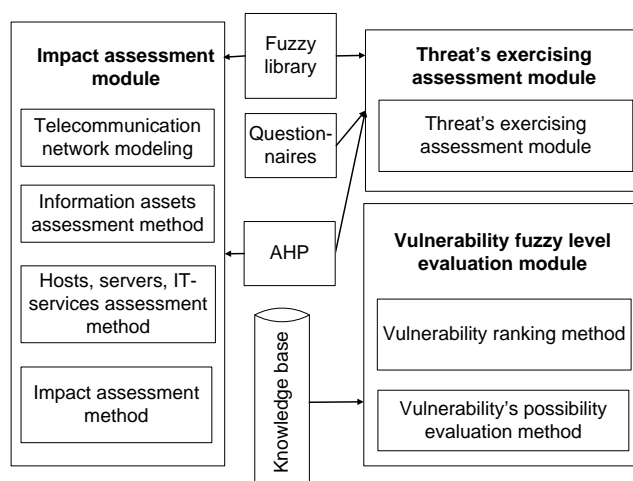 Impact assessment
module
Telecommunication
network modeling
Information assets
assessment method
Hosts, servers, IT-
services assessment
method
Impact assessment
method
Fuzzy
library
Question-
naires
AHP
Knowledge base
Threat's exercising
assessment module
Threat's exercising
assessment module
Vulnerability fuzzy level
evaluation module
Vulnerability ranking method
Vulnerability's possibility
evaluation method